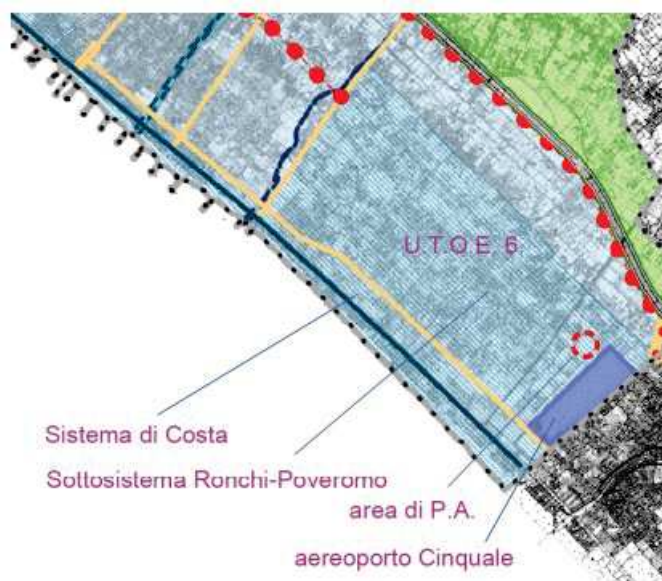 U.T.O.E. 6
Sistema di Costa
Sottosistema Ronchi-Poveromo
area di P.A.
aereoporto Cinquale